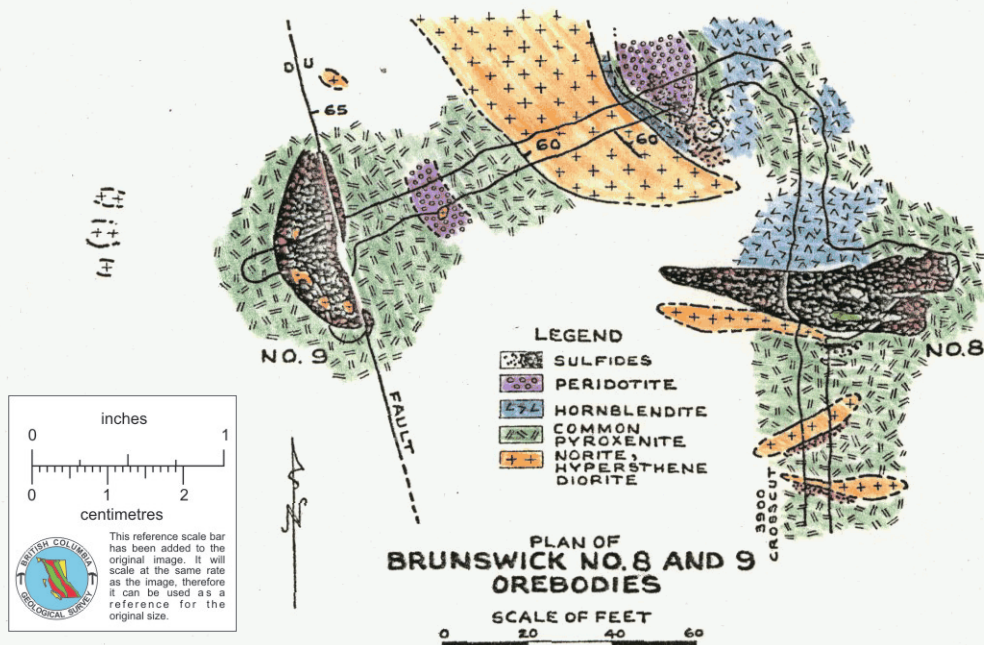 D U
65
60
60
NO. 9
NO. 8
FAULT
3900
CROSSCUT
LEGEND
SULFIDES
PERIDOTITE
HORNBLENDITE
COMMON
PYROXENITE
NORITE,
HYPERSTHENE
DIORITE
N
PLAN OF
BRUNSWICK NO. 8 AND 9
OREBODIES
SCALE OF FEET
0 20 40 60
inches
0 1
0 1 2
centimetres
BRITISH COLUMBIA
GEOLOGICAL SURVEY
This reference scale bar
has been added to the
original image. It will
scale at the same rate
as the image, therefore
it can be used as a
reference for the
original size.